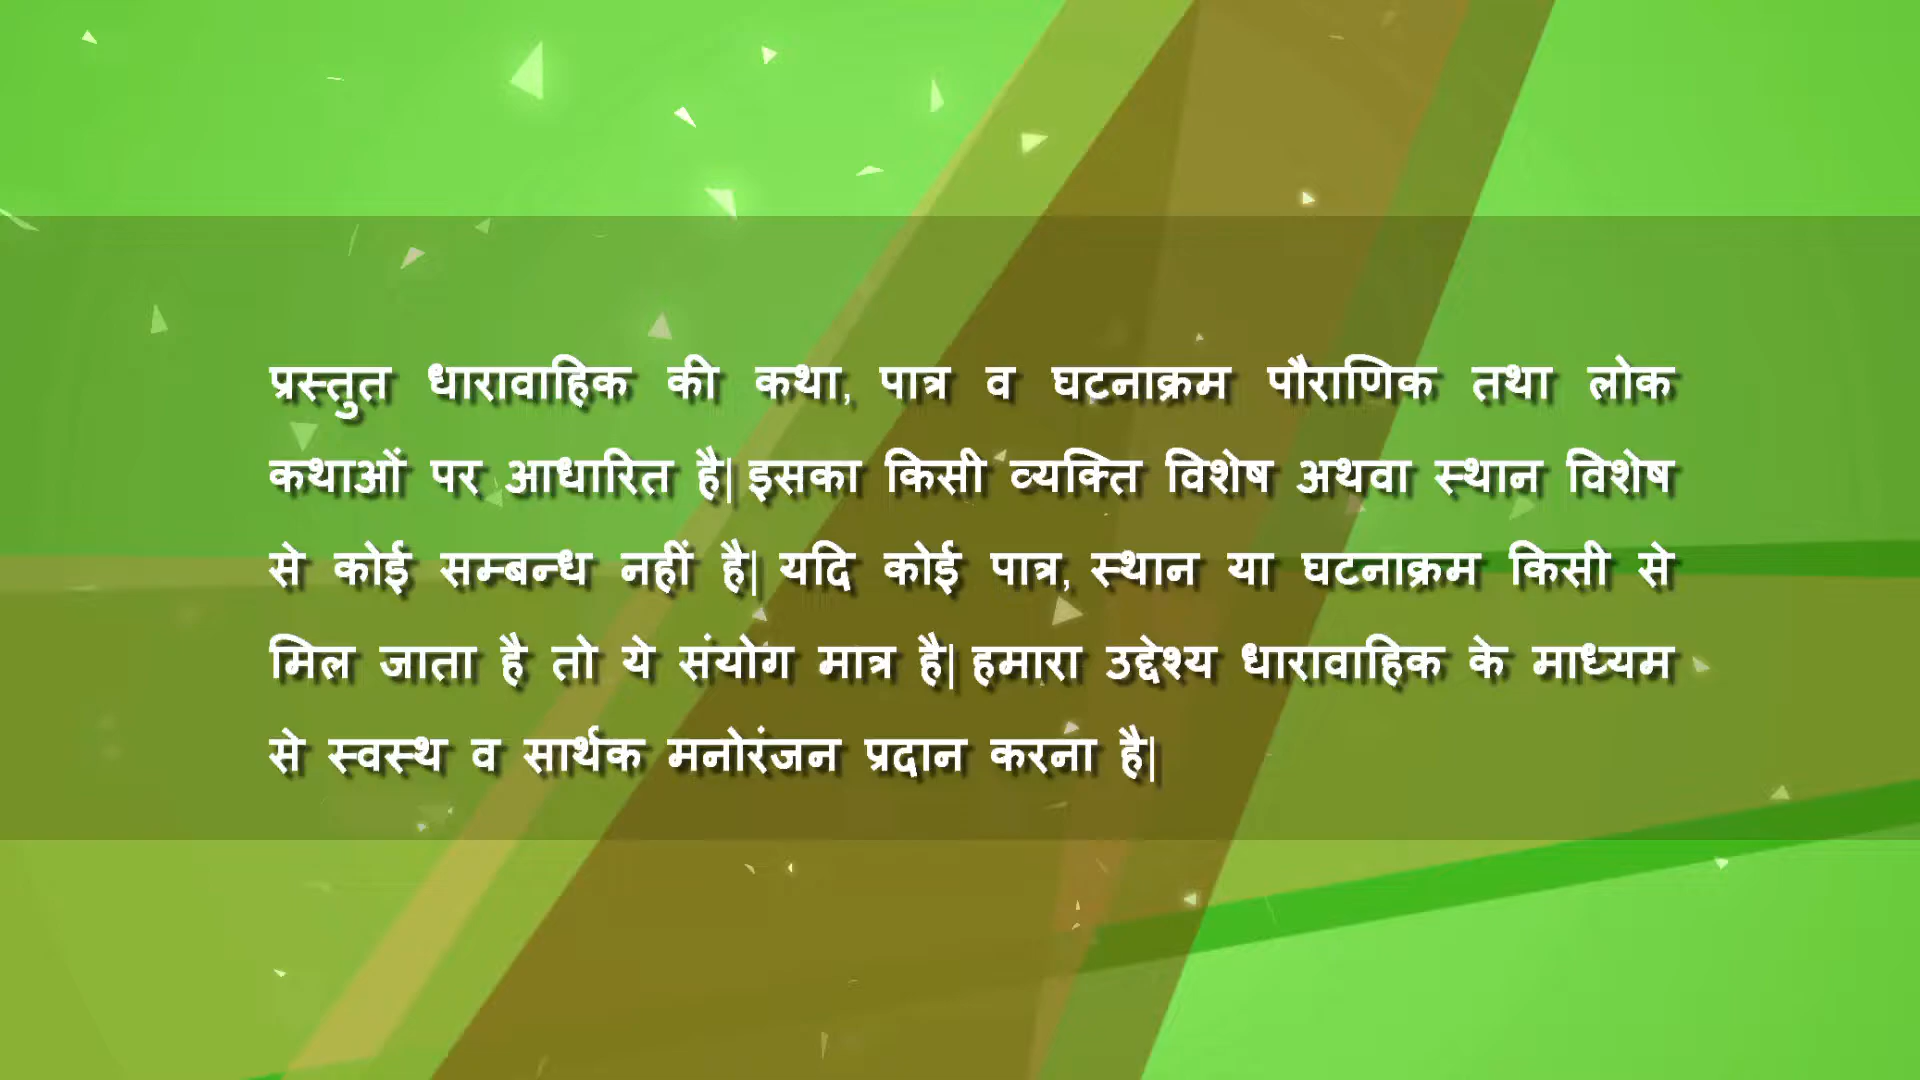 प्रस्तुत धारावाहिक की कथा, पात्र व घटनाक्रम पौराणिक तथा लोक
कथाओं पर आधारित है| इसका किसी व्यक्ति विशेष अथवा स्थान विशेष
से कोई सम्बन्ध नहीं है| यदि कोई पात्र, स्थान या घटनाक्रम किसी से
मिल जाता है तो ये संयोग मात्र है| हमारा उद्देश्य धारावाहिक के माध्यम
से स्वस्थ व सार्थक मनोरंजन प्रदान करना है|